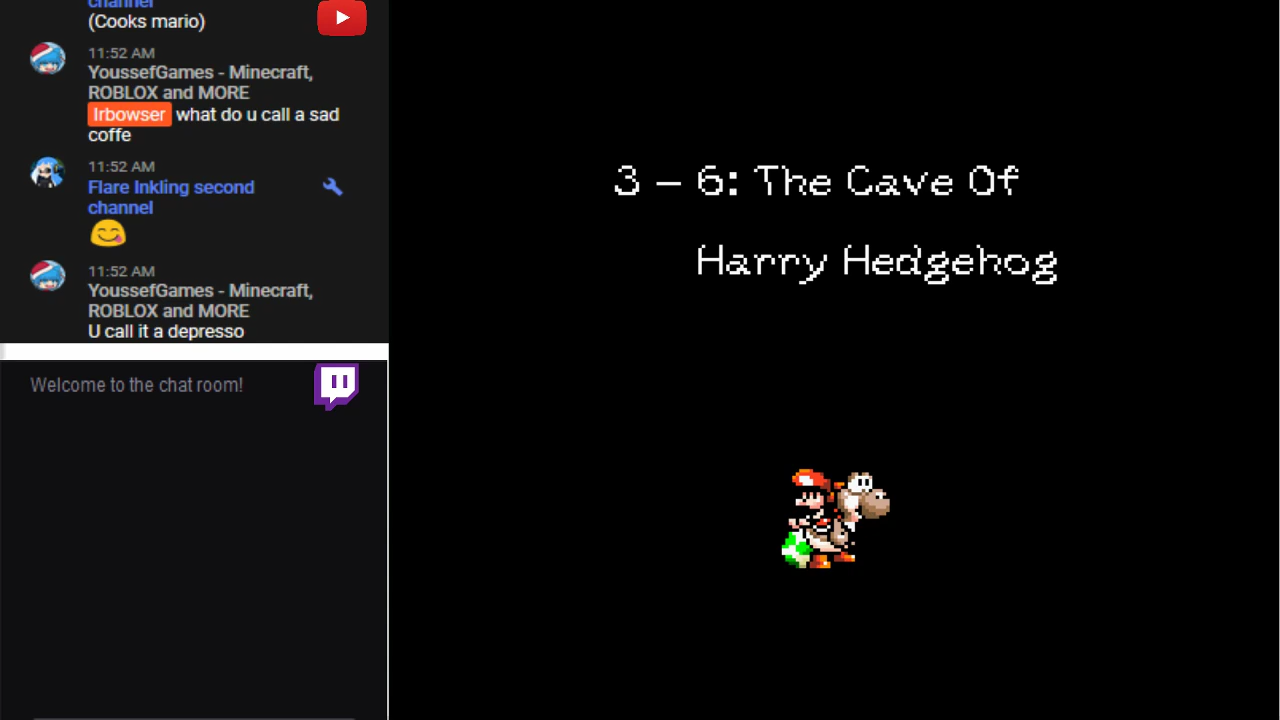 channel
(Cooks mario)
11:52 AM
YoussefGames - Minecraft,
ROBLOX and MORE
Irbowser what do u call a sad
coffe
11:52 AM
Flare Inkling second
channel
11:52 AM
YoussefGames - Minecraft,
ROBLOX and MORE
U call it a depresso
Welcome to the chat room!
3 – 6: The Cave Of
Harry Hedgehog